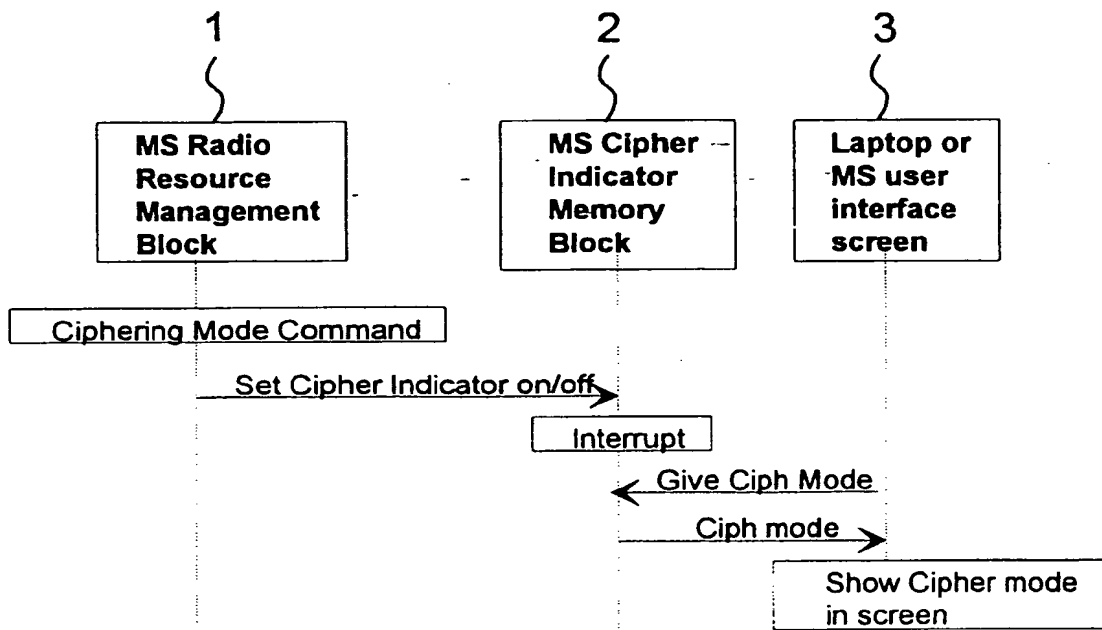 1
2
3
MS Radio
Resource
Management
Block
MS Cipher
Indicator
Memory
Block
Laptop or
MS user
interface
screen
Ciphering Mode Command
Set Cipher Indicator on/off
Interrupt
Give Ciph Mode
Ciph mode
Show Cipher mode
in screen